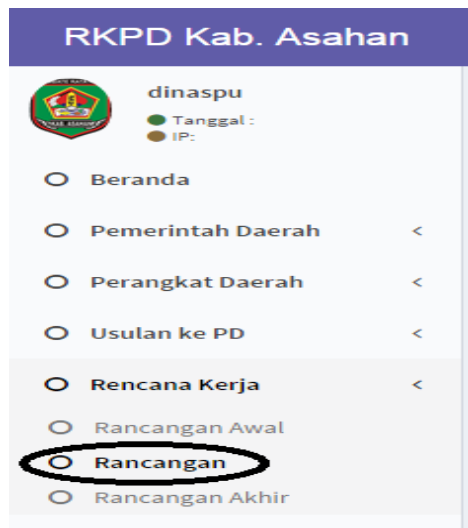 RKPD Kab. Asahan
dinaspu
Tanggal :
IP:
Beranda
Pemerintah Daerah <
Perangkat Daerah <
Usulan ke PD <
Rencana Kerja <
Rancangan Awal
Rancangan
Rancangan Akhir